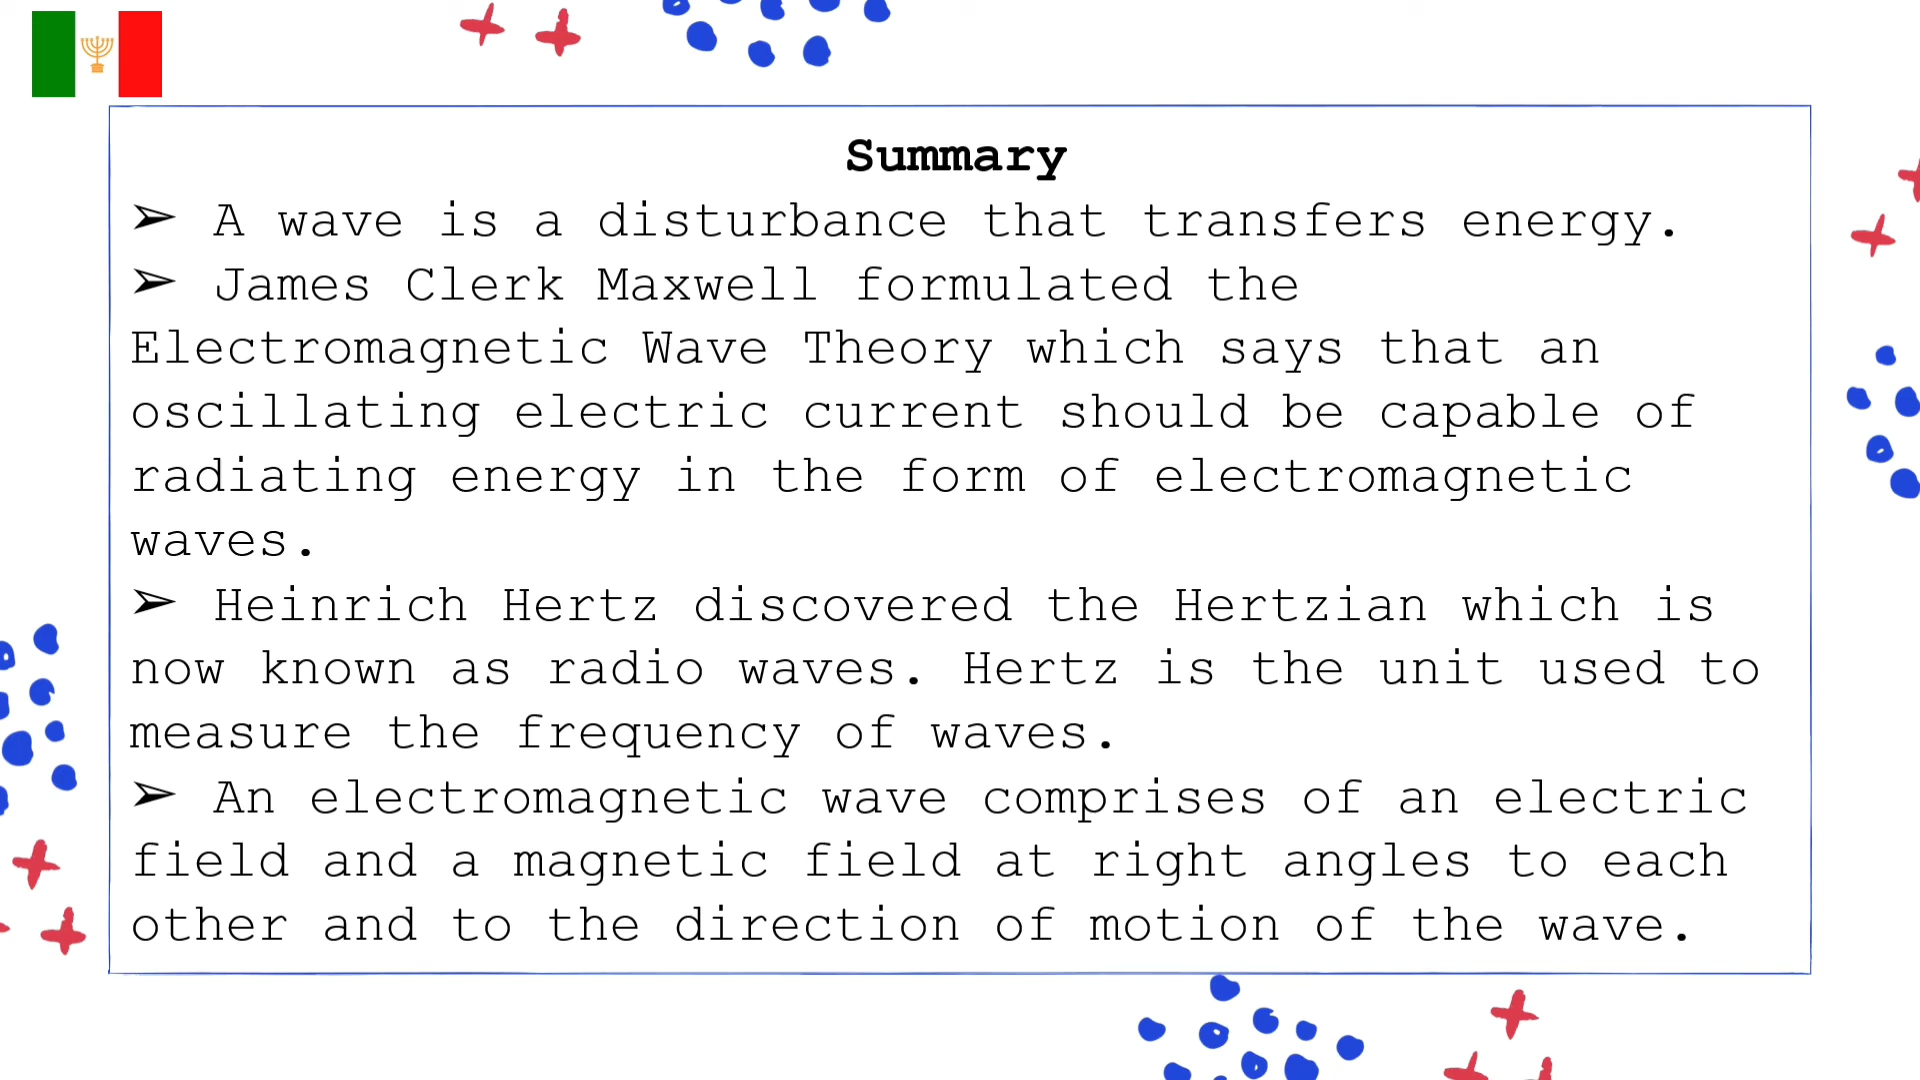 Summary
➢ A wave is a disturbance that transfers energy.
➢ James Clerk Maxwell formulated the
Electromagnetic Wave Theory which says that an
oscillating electric current should be capable of
radiating energy in the form of electromagnetic
waves.
➢ Heinrich Hertz discovered the Hertzian which is
now known as radio waves. Hertz is the unit used to
measure the frequency of waves.
➢ An electromagnetic wave comprises of an electric
field and a magnetic field at right angles to each
other and to the direction of motion of the wave.